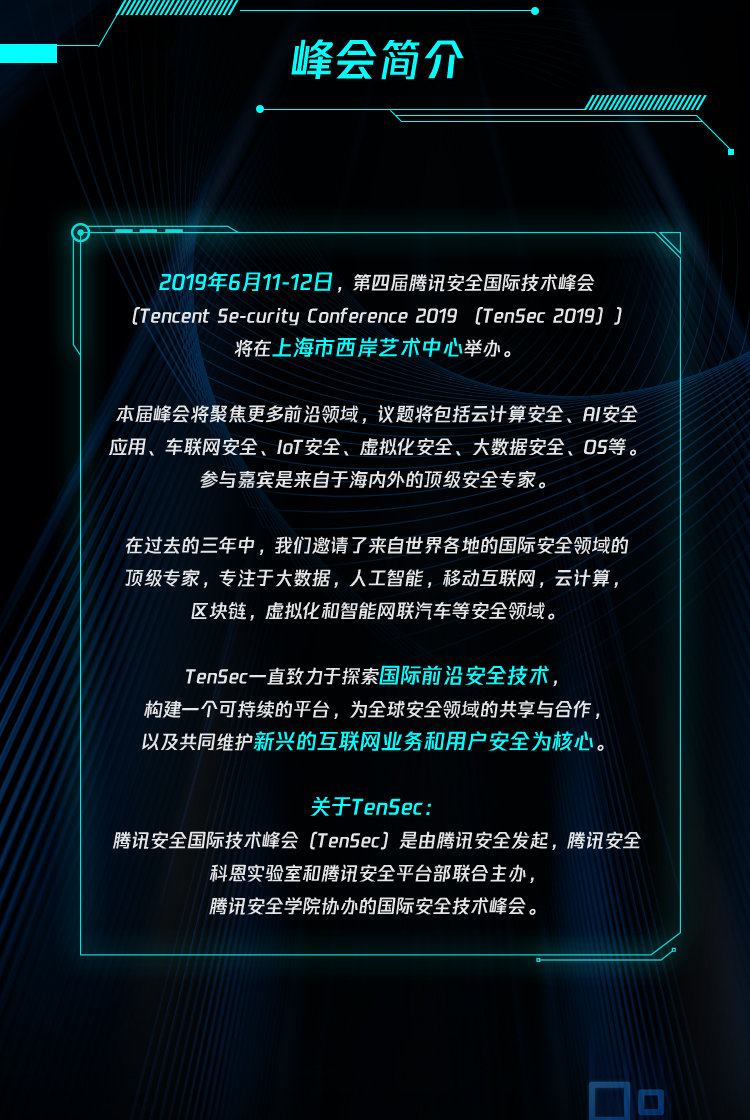 峰会简介
2019年6月11-12日，第四届腾讯安全国际技术峰会
（Tencent Se-curity Conference 2019 （TenSec 2019））
将在上海市西岸艺术中心举办。
本届峰会将聚焦更多前沿领域，议题将包括云计算安全、AI安全
应用、车联网安全、IoT安全、虚拟化安全、大数据安全、OS等。
参与嘉宾是来自于海内外的顶级安全专家。
在过去的三年中，我们邀请了来自世界各地的国际安全领域的
顶级专家，专注于大数据，人工智能，移动互联网，云计算，
区块链，虚拟化和智能网联汽车等安全领域。
TenSec一直致力于探索国际前沿安全技术，
构建一个可持续的平台，为全球安全领域的共享与合作，
以及共同维护新兴的互联网业务和用户安全为核心。
关于TenSec：
腾讯安全国际技术峰会（TenSec）是由腾讯安全发起，腾讯安全
科恩实验室和腾讯安全平台部联合主办，
腾讯安全学院协办的国际安全技术峰会。